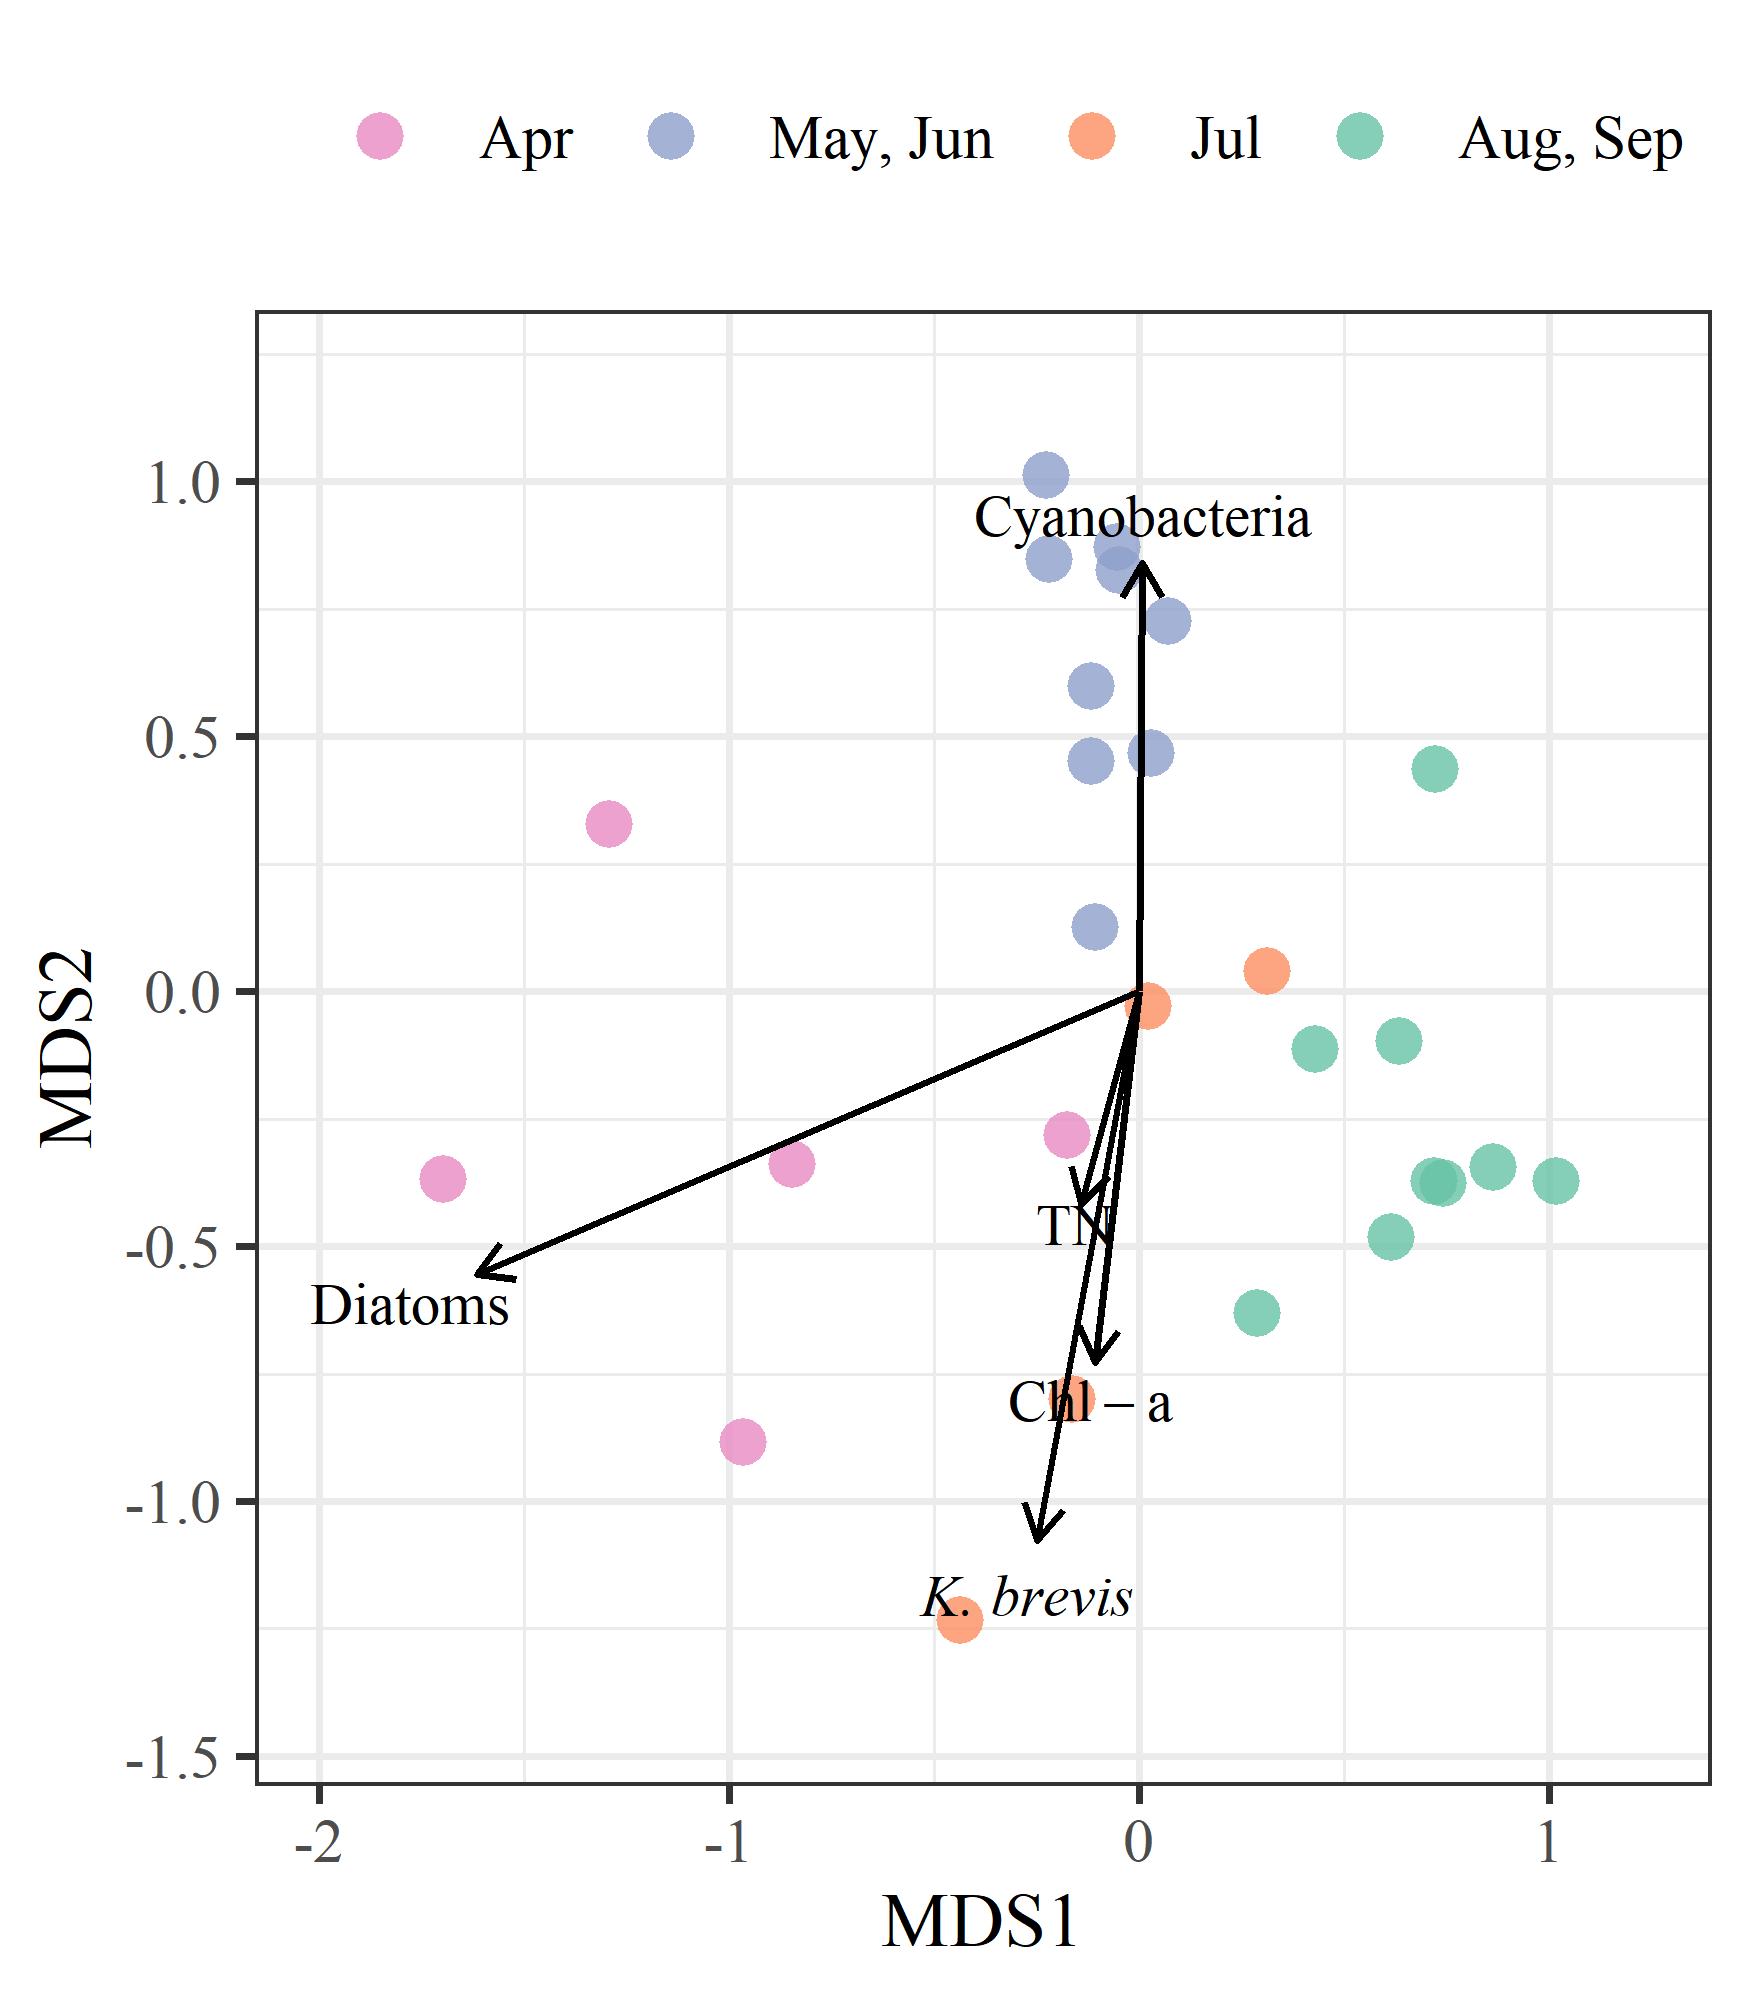 Apr May, Jun Jul Aug, Sep
1.0
Cyanobacteria
0.5
0.0
MDS2
TN
-0.5
Diatoms
Chl – a
-1.0
K. brevis
-1.5
-2 -1 0 1
MDS1